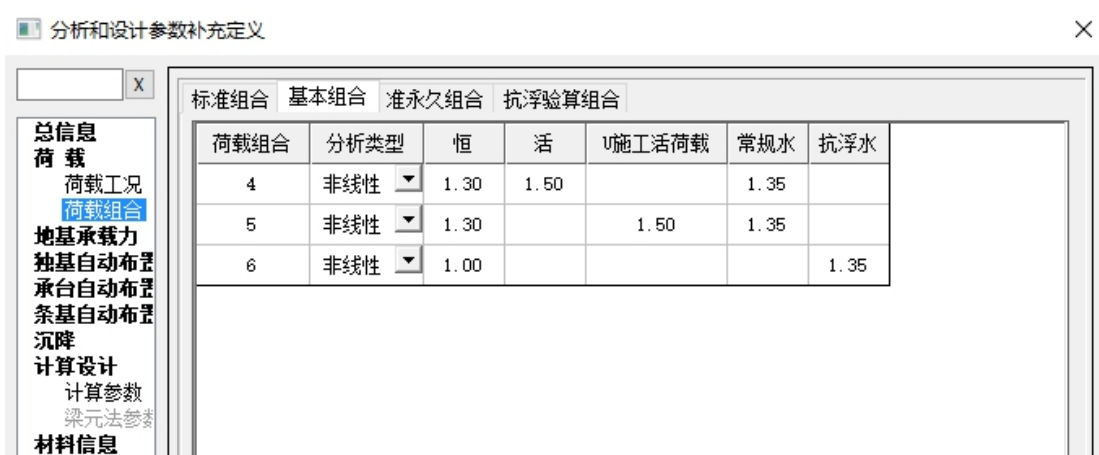 分析和设计参数补充定义
X
总信息
荷 载
荷载工况
荷载组合
地基承载力
独基自动布置
承台自动布置
条基自动布置
沉降
计算设计
计算参数
梁元法参数
材料信息
标准组合 基本组合 准永久组合 抗浮验算组合
荷载组合 分析类型 恒 活 U施工活荷载 常规水 抗浮水
4 非线性 1.30 1.50 1.35
5 非线性 1.30 1.50 1.35
6 非线性 1.00 1.35